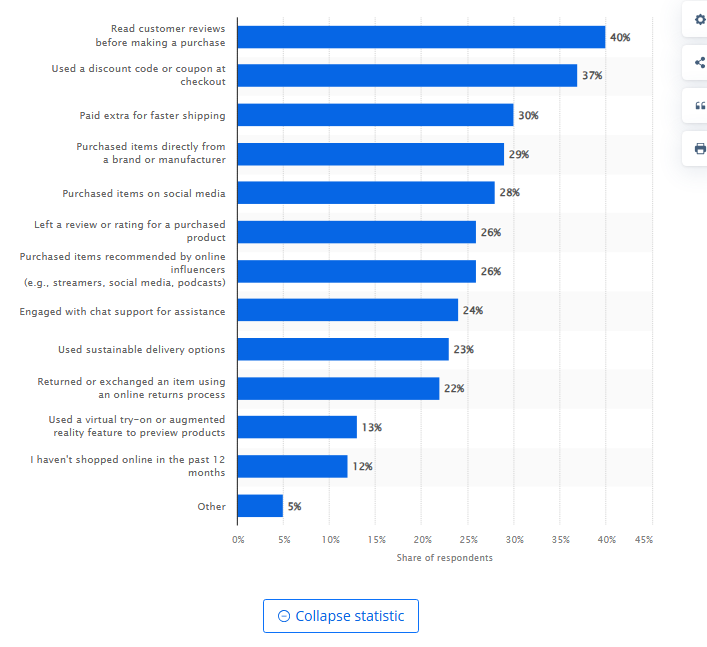 Read customer reviews
before making a purchase
40%
Used a discount code or coupon at
checkout
37%
Paid extra for faster shipping
30%
Purchased items directly from
a brand or manufacturer
29%
Purchased items on social media
28%
Left a review or rating for a purchased
product
26%
Purchased items recommended by online
influencers
(e.g., streamers, social media, podcasts)
26%
Engaged with chat support for assistance
24%
Used sustainable delivery options
23%
Returned or exchanged an item using
an online returns process
22%
Used a virtual try-on or augmented
reality feature to preview products
13%
I haven't shopped online in the past 12
months
12%
Other
5%
0% 5% 10% 15% 20% 25% 30% 35% 40% 45%
Share of respondents
Collapse statistic